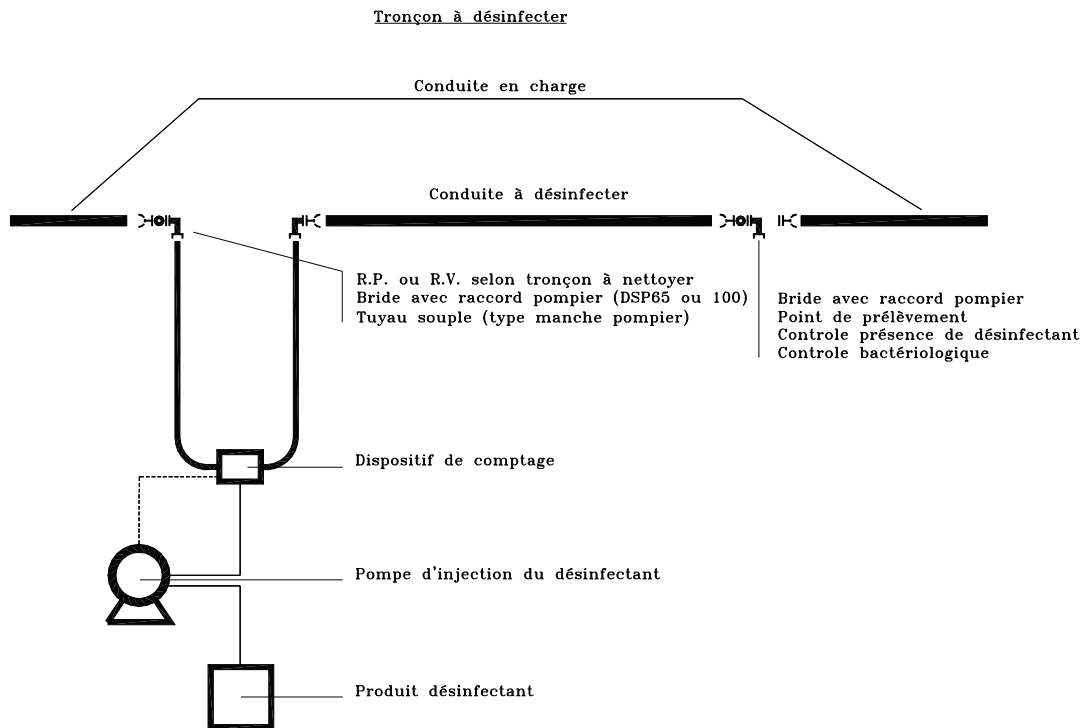 Tronçon à désinfecter
Conduite en charge
Conduite à désinfecter
R.P. ou R.V. selon tronçon à nettoyer
Bride avec raccord pompier (DSP65 ou 100)
Tuyau souple (type manche pompier)
Bride avec raccord pompier
Point de prélèvement
Controle présence de désinfectant
Controle bactériologique
Dispositif de comptage
Pompe d'injection du désinfectant
Produit désinfectant